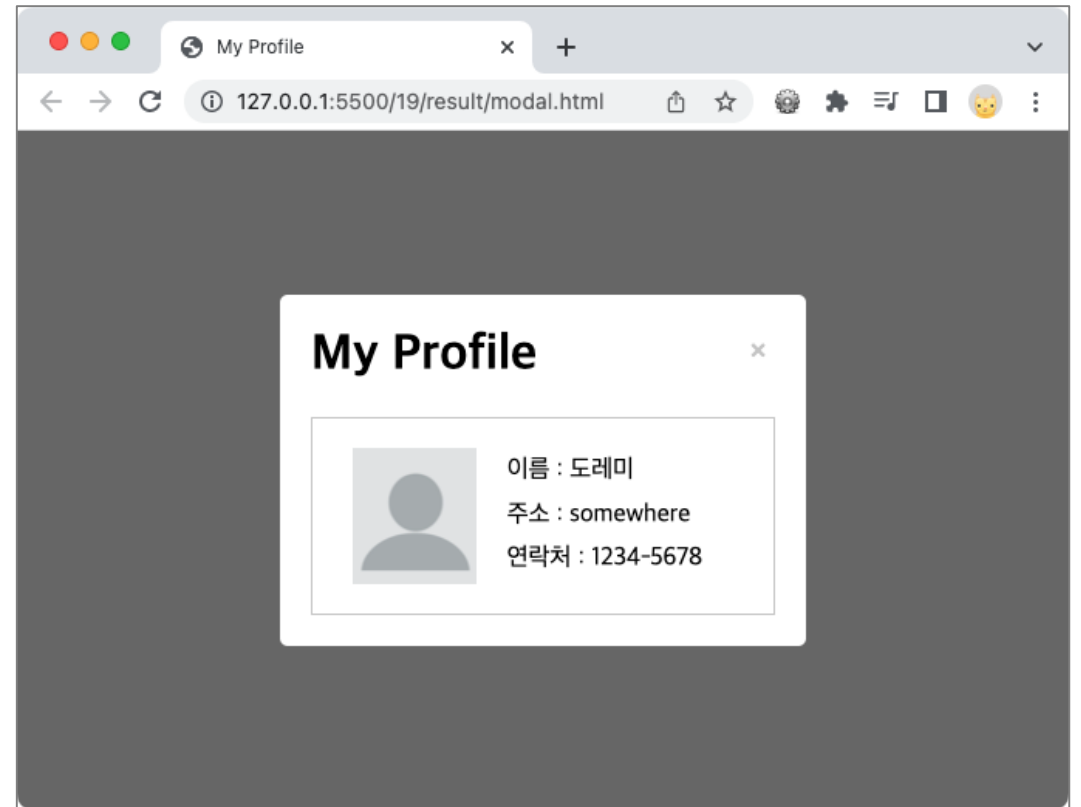 My Profile
127.0.0.1:5500/19/result/modal.html
My Profile
이름 : 도레미
주소 : somewhere
연락처 : 1234-5678